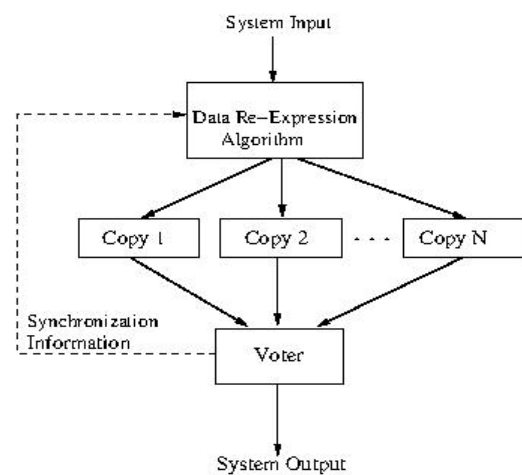 System Input
Data Re-Expression
Algorithm
Copy 1
Copy 2
. . .
Copy N
Synchronization
Information
Voter
System Output